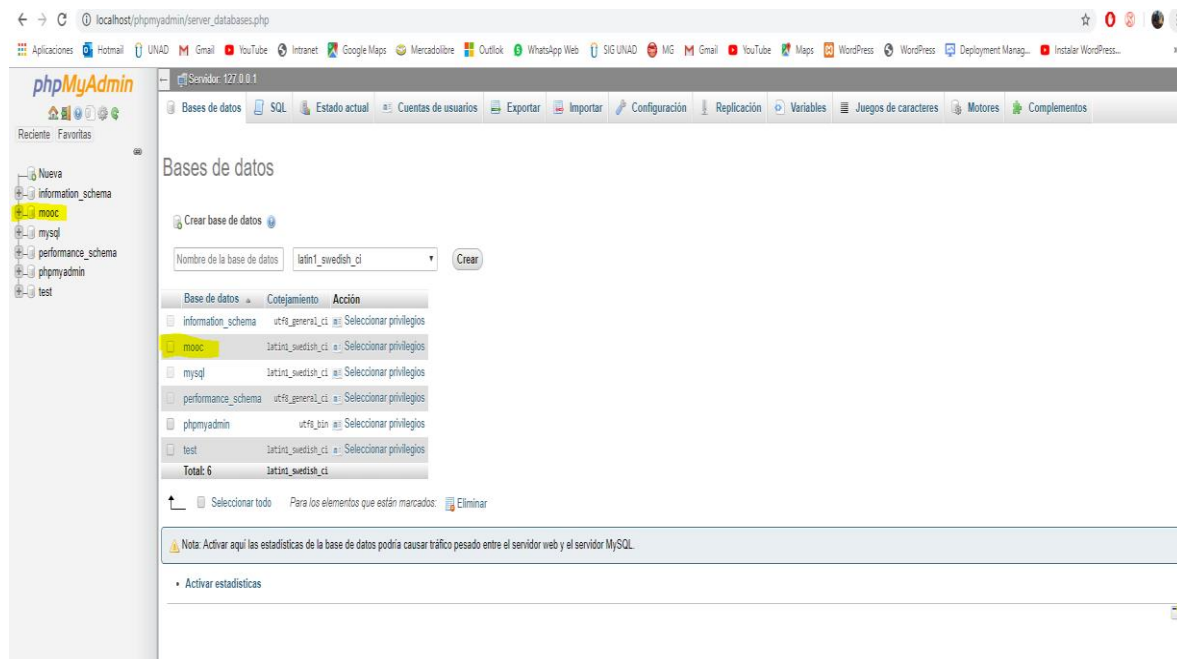 localhost/phpmyadmin/server_databases.php
Aplicaciones Hotmail UNAD Gmail YouTube Intranet Google Maps Mercadolibre Outllok WhatsApp Web SIG UNAD MG Gmail YouTube Maps WordPress WordPress Deployment Manag... Instalar WordPress...
phpMyAdmin
Reciente Favoritas
Nueva
information_schema
mooc
mysql
performance_schema
phpmyadmin
test
Servidor: 127.0.0.1
Bases de datos SQL Estado actual Cuentas de usuarios Exportar Importar Configuración Replicación Variables Juegos de caracteres Motores Complementos
Bases de datos
Crear base de datos
Nombre de la base de datos latin1_swedish_ci Crear
Base de datos Cotejamiento Acción
information_schema utf8_general_ci Seleccionar privilegios
mooc latin1_swedish_ci Seleccionar privilegios
mysql latin1_swedish_ci Seleccionar privilegios
performance_schema utf8_general_ci Seleccionar privilegios
phpmyadmin utf8_bin Seleccionar privilegios
test latin1_swedish_ci Seleccionar privilegios
Total: 6 latin1_swedish_ci
Seleccionar todo Para los elementos que están marcados: Eliminar
Nota: Activar aquí las estadísticas de la base de datos podría causar tráfico pesado entre el servidor web y el servidor MySQL.
Activar estadísticas